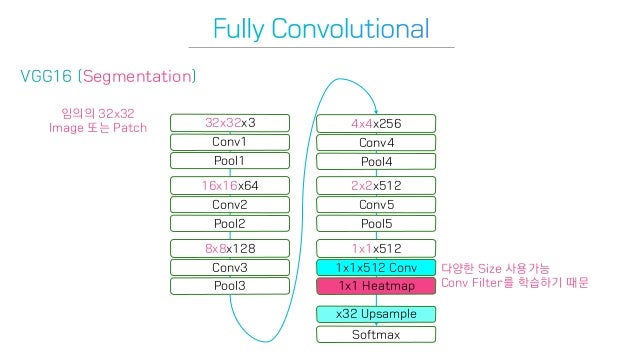 Fully Convolutional
VGG16 (Segmentation)
임의의 32x32
Image 또는 Patch
32x32x3
Conv1
Pool1
16x16x64
Conv2
Pool2
8x8x128
Conv3
Pool3
4x4x256
Conv4
Pool4
2x2x512
Conv5
Pool5
1x1x512
1x1x512 Conv
1x1 Heatmap
x32 Upsample
Softmax
다양한 Size 사용가능
Conv Filter를 학습하기 때문